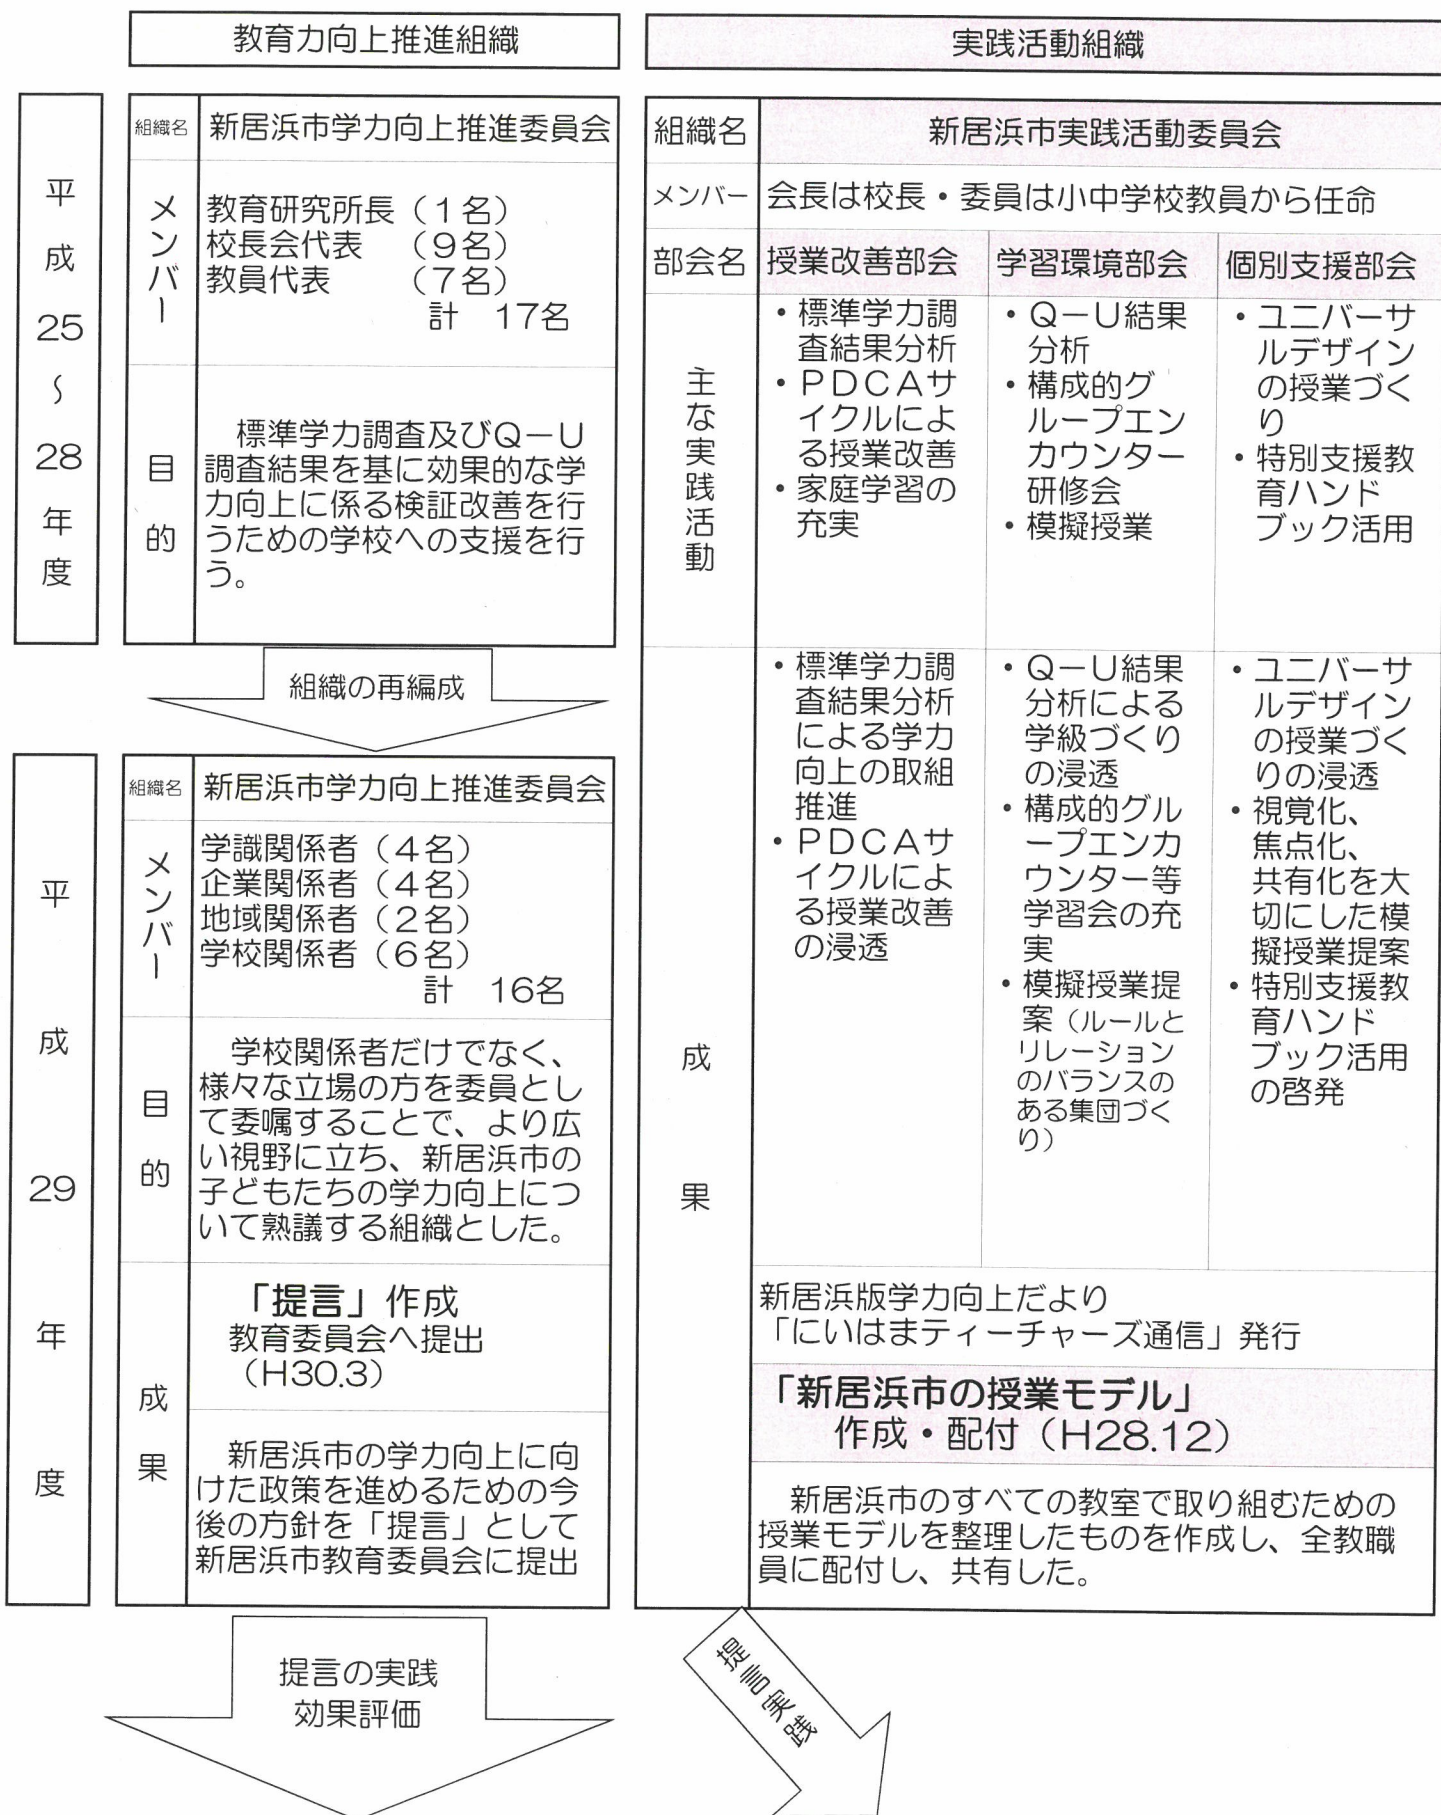 教育力向上推進組織
実践活動組織
平成25～28年度
組織名
新居浜市学力向上推進委員会
メンバー
教育研究所長（1名）
校長会代表　（9名）
教員代表　　（7名）
計　17名
目的
標準学力調査及びQ－U
調査結果を基に効果的な学
力向上に係る検証改善を行
うための学校への支援を行
う。
組織の再編成
平成29年度
組織名
新居浜市学力向上推進委員会
メンバー
学識関係者（4名）
企業関係者（4名）
地域関係者（2名）
学校関係者（6名）
計　16名
目的
学校関係者だけでなく、
様々な立場の方を委員とし
て委嘱することで、より広
い視野に立ち、新居浜市の
子どもたちの学力向上につ
いて熟議する組織とした。
成果
「提言」作成
教育委員会へ提出
（H30.3）
新居浜市の学力向上に向
けた政策を進めるための今
後の方針を「提言」として
新居浜市教育委員会に提出
提言の実践
効果評価
組織名
新居浜市実践活動委員会
メンバー
会長は校長・委員は小中学校教員から任命
部会名
授業改善部会
学習環境部会
個別支援部会
主な実践活動
・標準学力調
査結果分析
・PDCAサ
イクルによ
る授業改善
・家庭学習の
充実
・Q－U結果
分析
・構成的グ
ループエン
カウンター
研修会
・模擬授業
・ユニバーサ
ルデザイン
の授業づく
り
・特別支援教
育ハンド
ブック活用
成果
・標準学力調
査結果分析
による学力
向上の取組
推進
・PDCAサ
イクルによ
る授業改善
の浸透
・Q－U結果
分析による
学級づくり
の浸透
・構成的グル
ープエンカ
ウンター等
学習会の充
実
・模擬授業提
案（ルールと
リレーション
のバランスの
ある集団づく
り）
・ユニバーサ
ルデザイン
の授業づく
りの浸透
・視覚化、
焦点化、
共有化を大
切にした模
擬授業提案
・特別支援教
育ハンド
ブック活用
の啓発
新居浜版学力向上だより
「にいはまティーチャーズ通信」発行
「新居浜市の授業モデル」
作成・配付（H28.12）
新居浜市のすべての教室で取り組むための
授業モデルを整理したものを作成し、全教職
員に配付し、共有した。
提言実践